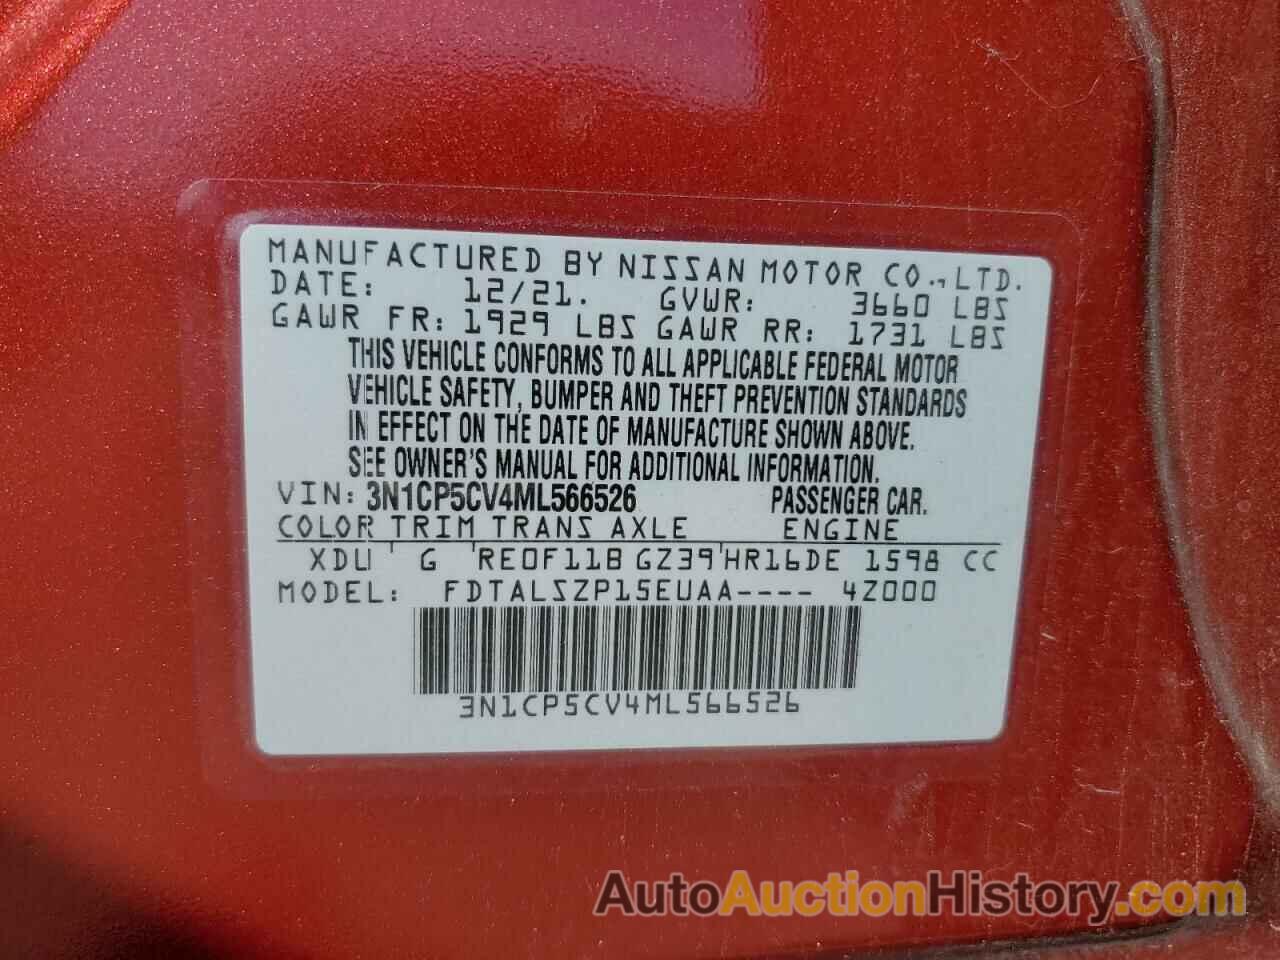 MANUFACTURED BY NISSAN MOTOR CO.,LTD.
DATE: 12/21. GVWR: 3660 LBS
GAWR FR: 1929 LBS GAWR RR: 1731 LBS
THIS VEHICLE CONFORMS TO ALL APPLICABLE FEDERAL MOTOR
VEHICLE SAFETY, BUMPER AND THEFT PREVENTION STANDARDS
IN EFFECT ON THE DATE OF MANUFACTURE SHOWN ABOVE.
SEE OWNER'S MANUAL FOR ADDITIONAL INFORMATION.
VIN: 3N1CP5CV4ML566526 PASSENGER CAR.
COLOR TRIM TRANS AXLE ENGINE
XDU G RE0F11B GZ39 HR16DE 1598 CC
MODEL: FDTALSZP15EUAA---- 4Z000
3N1CP5CV4ML566526
AutoAuctionHistory.com